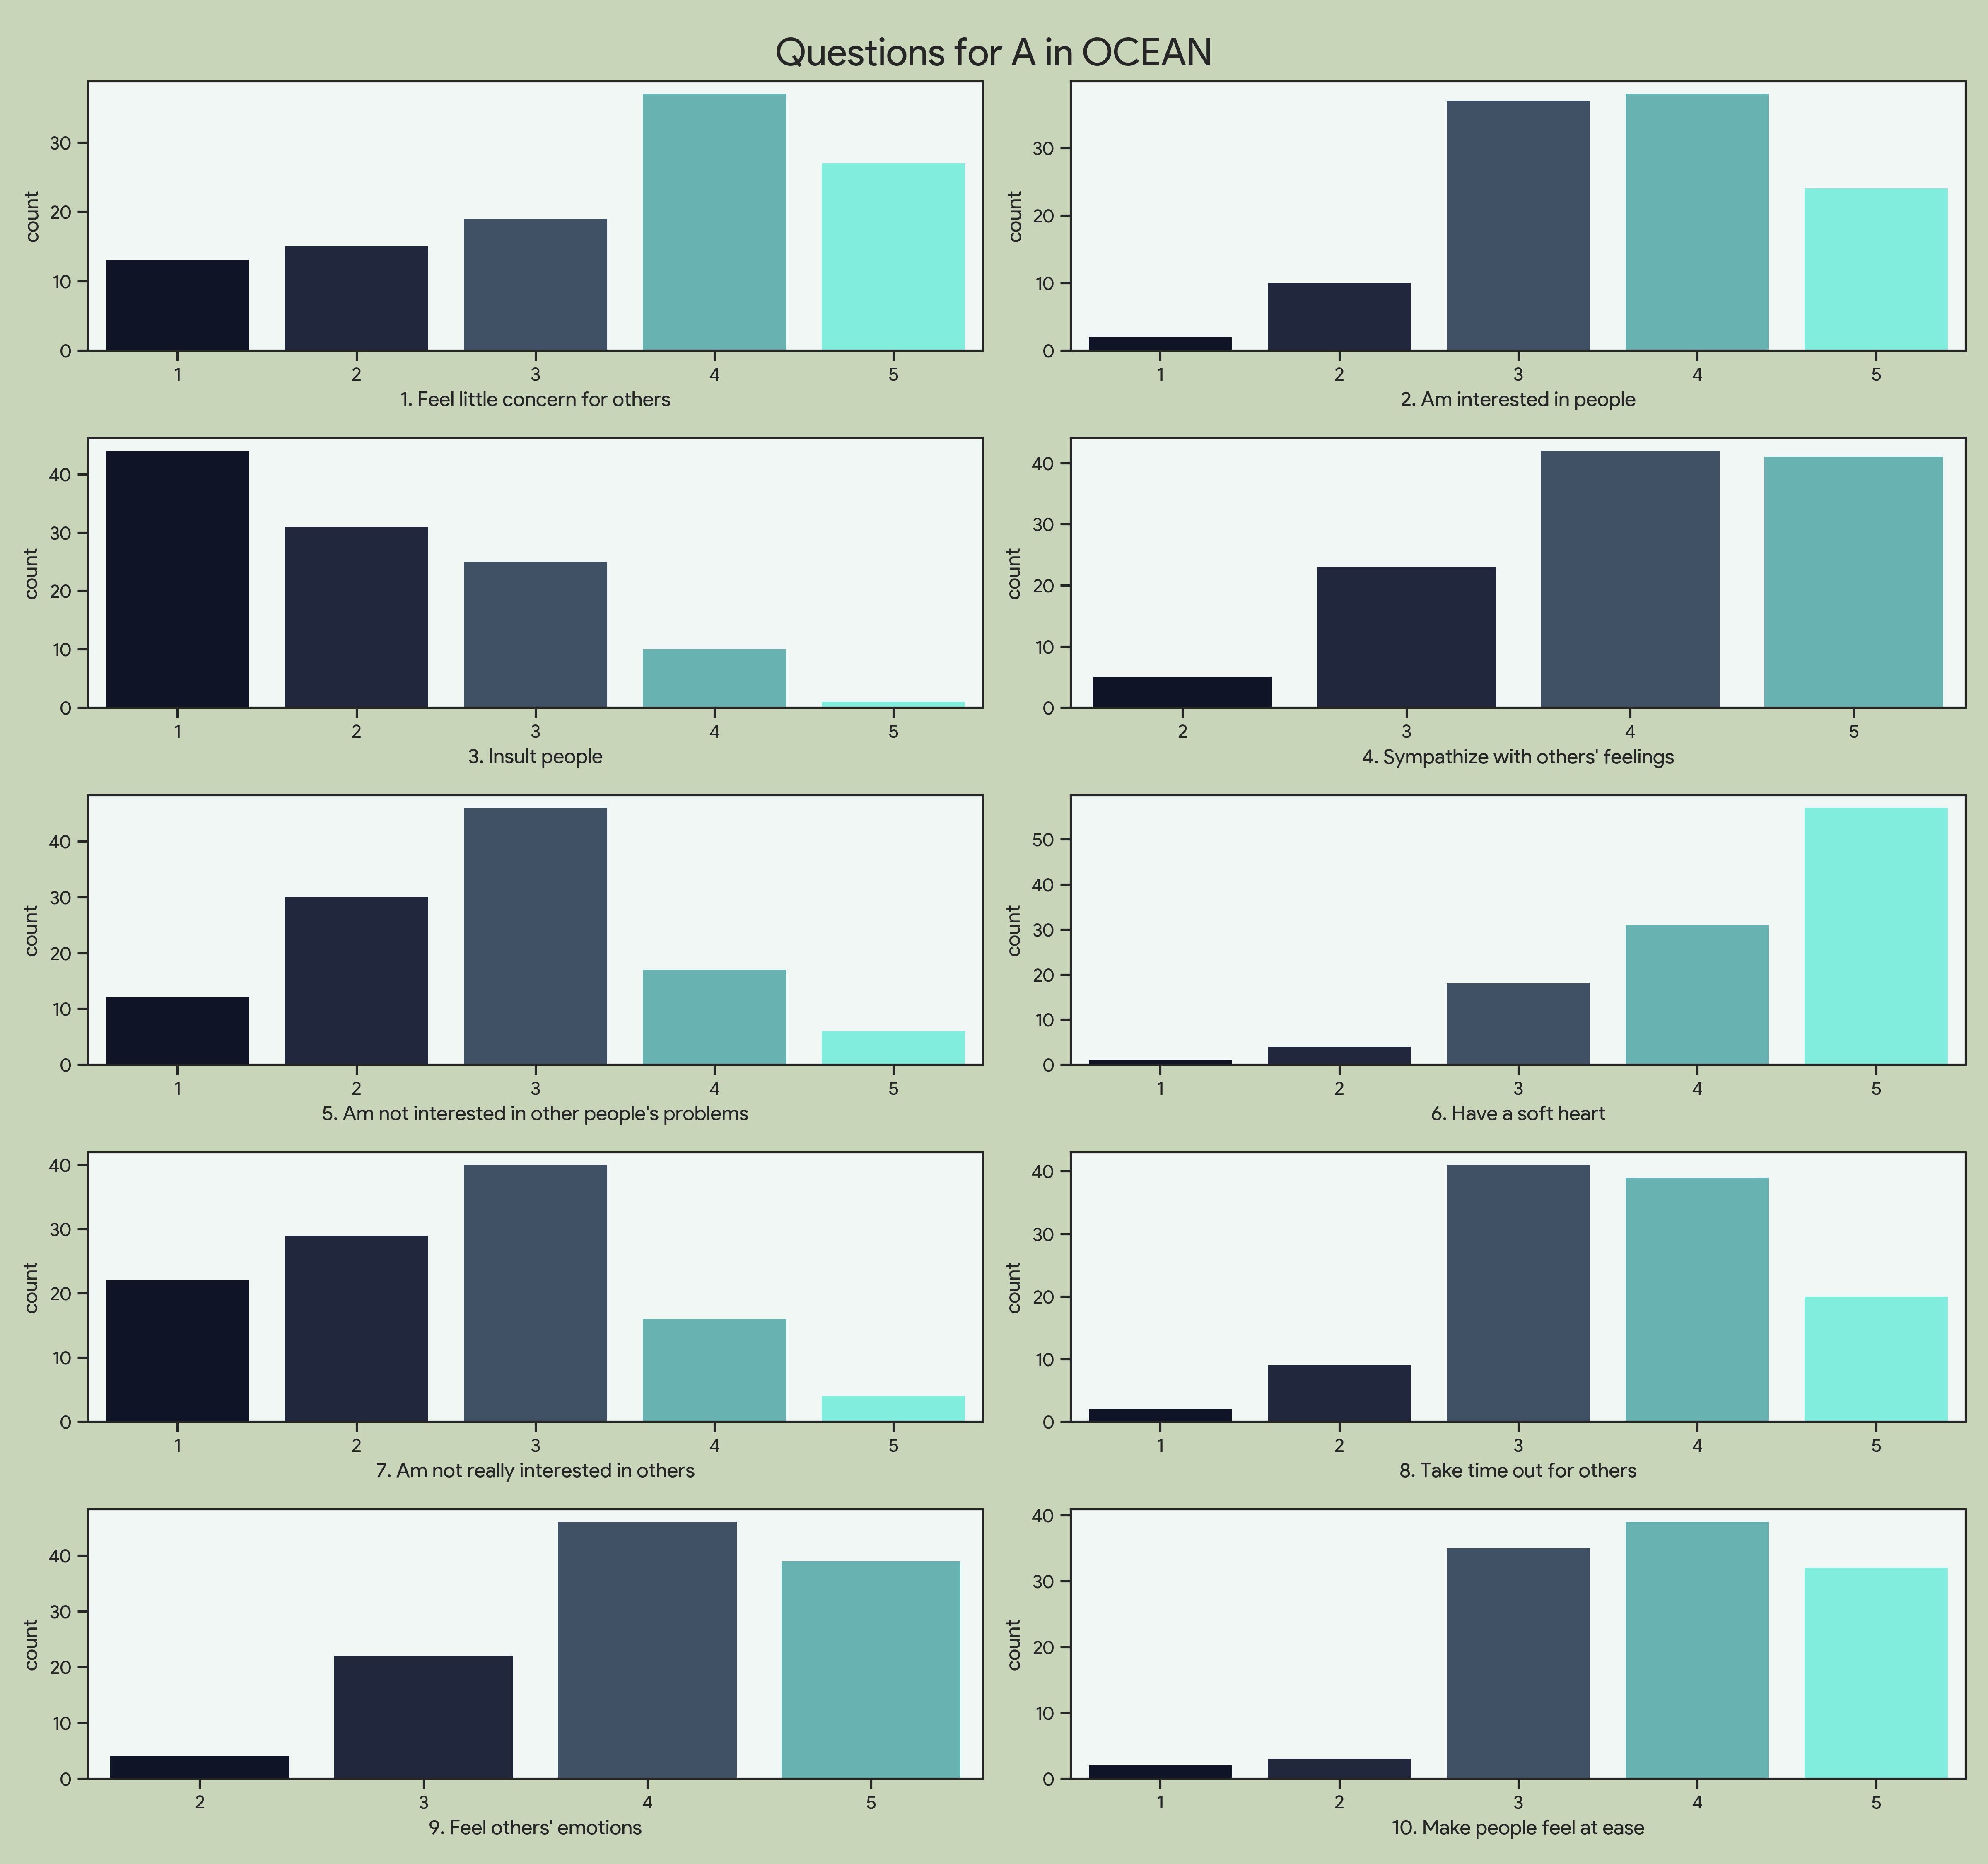 Questions for A in OCEAN
count
30
20
10
0
1 2 3 4 5
1. Feel little concern for others
count
30
20
10
0
1 2 3 4 5
2. Am interested in people
count
40
30
20
10
0
1 2 3 4 5
3. Insult people
count
40
30
20
10
0
2 3 4 5
4. Sympathize with others' feelings
count
40
30
20
10
0
1 2 3 4 5
5. Am not interested in other people's problems
count
50
40
30
20
10
0
1 2 3 4 5
6. Have a soft heart
count
40
30
20
10
0
1 2 3 4 5
7. Am not really interested in others
count
40
30
20
10
0
1 2 3 4 5
8. Take time out for others
count
40
30
20
10
0
2 3 4 5
9. Feel others' emotions
count
40
30
20
10
0
1 2 3 4 5
10. Make people feel at ease